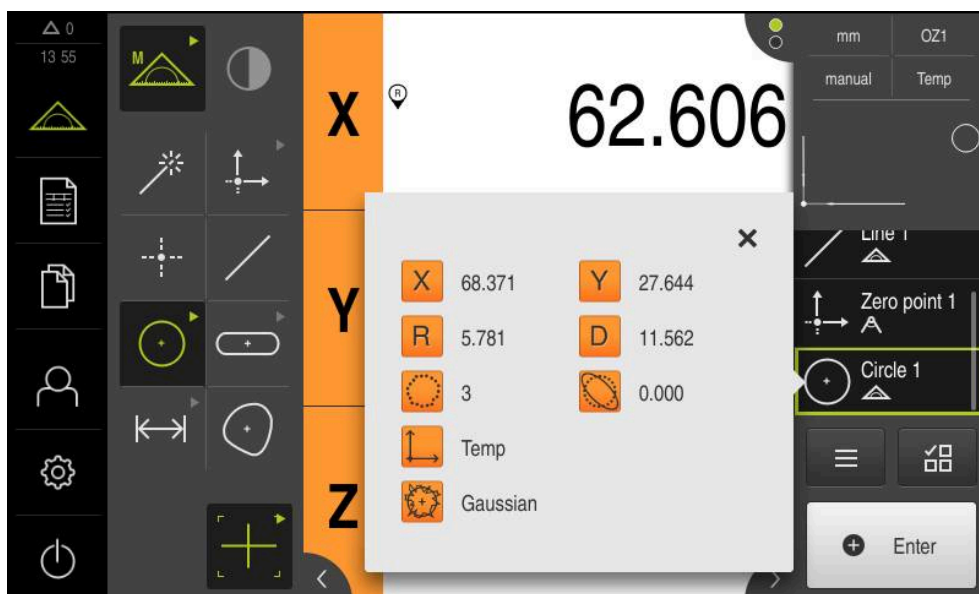 0
13 55
M
X
R
62.606
Y
Z
X 68.371 Y 27.644
R 5.781 D 11.562
3 0.000
Temp
Gaussian
mm OZ1
manual Temp
Line 1
Zero point 1
Circle 1
Enter